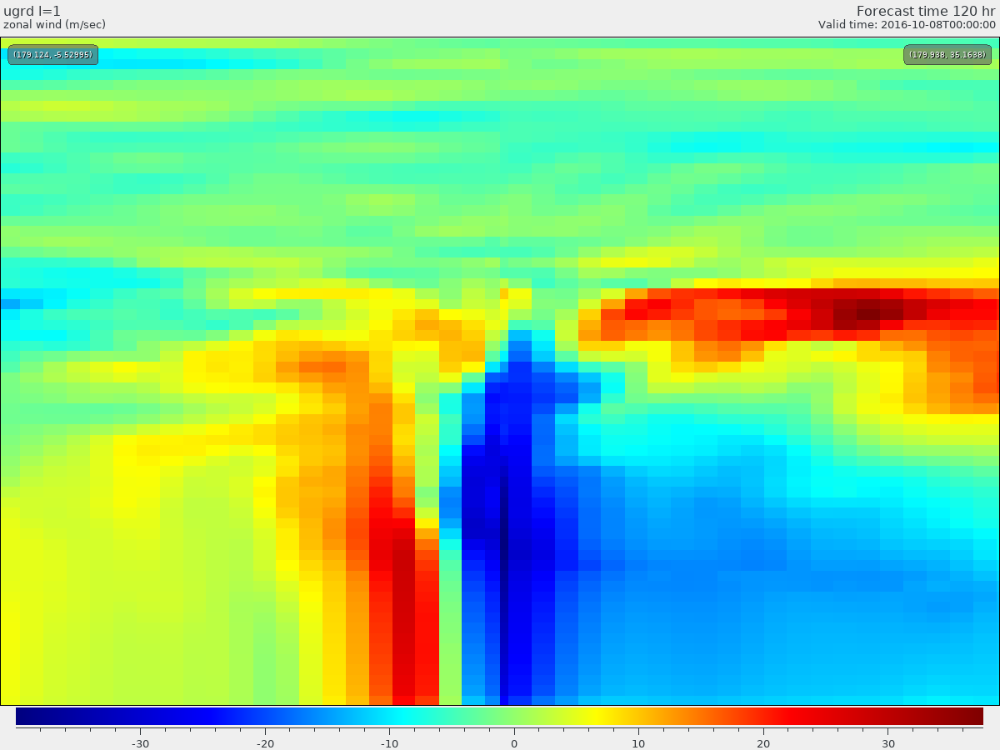 ugrd l=1
Forecast time 120 hr
zonal wind (m/sec)
Valid time: 2016-10-08T00:00:00
(179.124, -5.52995)
(179.938, 35.1638)
-30
-20
-10
0
10
20
30